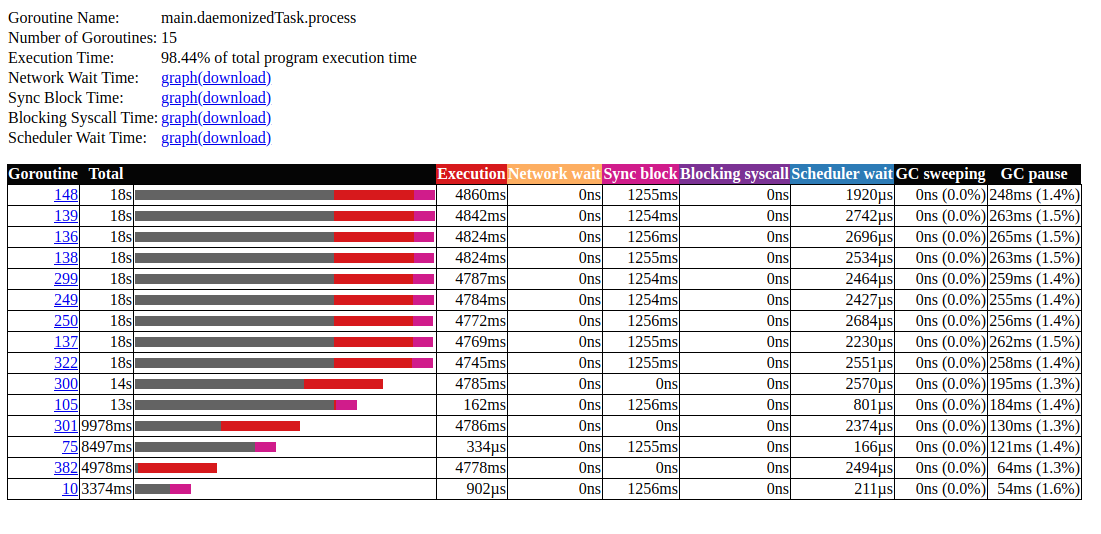 Goroutine Name: main.daemonizedTask.process
Number of Goroutines: 15
Execution Time: 98.44% of total program execution time
Network Wait Time: graph(download)
Sync Block Time: graph(download)
Blocking Syscall Time: graph(download)
Scheduler Wait Time: graph(download)
Goroutine Total Execution Network wait Sync block Blocking syscall Scheduler wait GC sweeping GC pause
148 18s 4860ms 0ns 1255ms 0ns 1920µs 0ns (0.0%) 248ms (1.4%)
139 18s 4842ms 0ns 1254ms 0ns 2742µs 0ns (0.0%) 263ms (1.5%)
136 18s 4824ms 0ns 1256ms 0ns 2696µs 0ns (0.0%) 265ms (1.5%)
138 18s 4824ms 0ns 1255ms 0ns 2534µs 0ns (0.0%) 263ms (1.5%)
299 18s 4787ms 0ns 1254ms 0ns 2464µs 0ns (0.0%) 259ms (1.4%)
249 18s 4784ms 0ns 1254ms 0ns 2427µs 0ns (0.0%) 255ms (1.4%)
250 18s 4772ms 0ns 1256ms 0ns 2684µs 0ns (0.0%) 256ms (1.4%)
137 18s 4769ms 0ns 1255ms 0ns 2230µs 0ns (0.0%) 262ms (1.5%)
322 18s 4745ms 0ns 1255ms 0ns 2551µs 0ns (0.0%) 258ms (1.4%)
300 14s 4785ms 0ns 0ns 0ns 2570µs 0ns (0.0%) 195ms (1.3%)
105 13s 162ms 0ns 1256ms 0ns 801µs 0ns (0.0%) 184ms (1.4%)
301 9978ms 4786ms 0ns 0ns 0ns 2374µs 0ns (0.0%) 130ms (1.3%)
75 8497ms 334µs 0ns 1255ms 0ns 166µs 0ns (0.0%) 121ms (1.4%)
382 4978ms 4778ms 0ns 0ns 0ns 2494µs 0ns (0.0%) 64ms (1.3%)
10 3374ms 902µs 0ns 1256ms 0ns 211µs 0ns (0.0%) 54ms (1.6%)